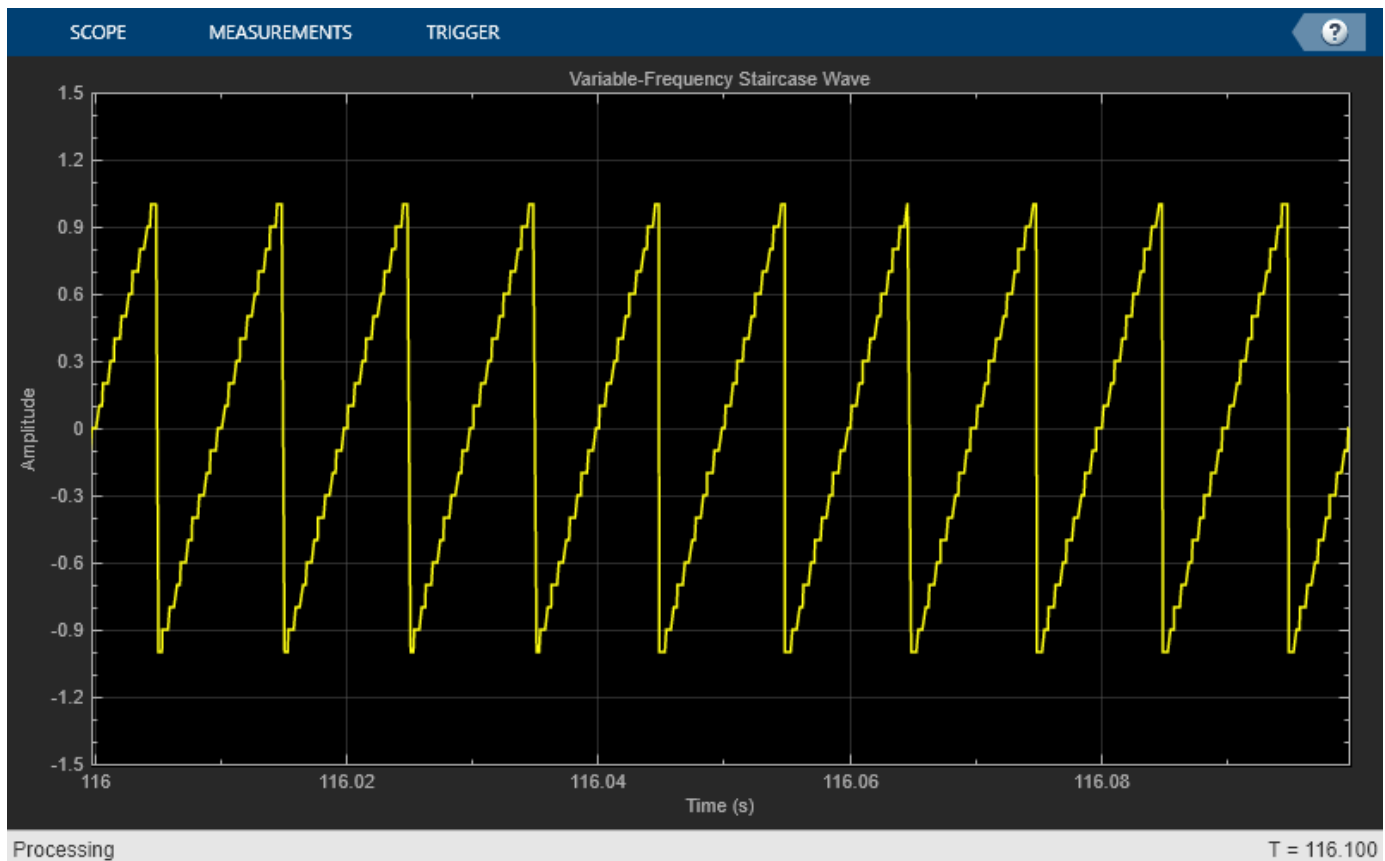 SCOPE MEASUREMENTS TRIGGER ?
Variable-Frequency Staircase Wave
1.5
1.2
0.9
0.6
0.3
0
-0.3
-0.6
-0.9
-1.2
-1.5
Amplitude
116 116.02 116.04 116.06 116.08
Time (s)
Processing T = 116.100